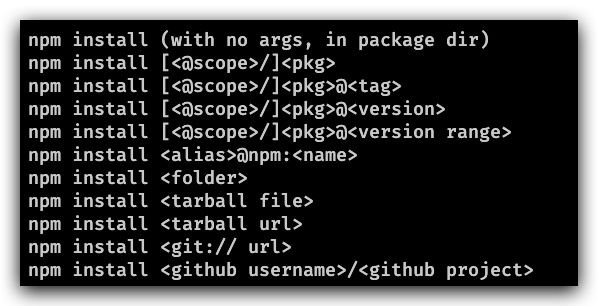 npm install (with no args, in package dir)
npm install [<@scope>/]<pkg>
npm install [<@scope>/]<pkg>@<tag>
npm install [<@scope>/]<pkg>@<version>
npm install [<@scope>/]<pkg>@<version range>
npm install <alias>@npm:<name>
npm install <folder>
npm install <tarball file>
npm install <tarball url>
npm install <git:// url>
npm install <github username>/<github project>